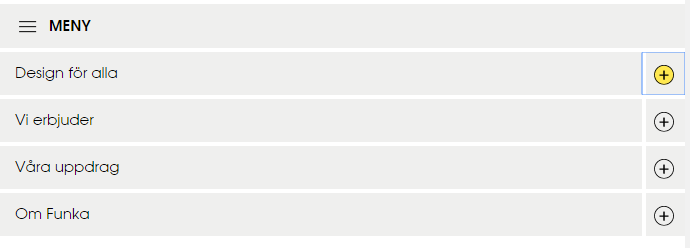 MENY
Design för alla
Vi erbjuder
Våra uppdrag
Om Funka